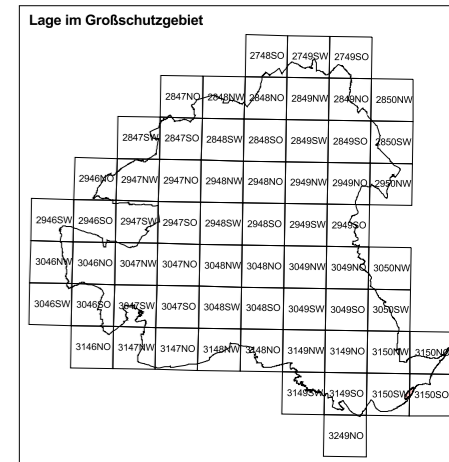 Lage im Großschutzgebiet
2748SO 2749SW 2749SO
2847NO 2848NW 2848NO 2849NW 2849NO 2850NW
2847SW 2847SO 2848SW 2848SO 2849SW 2849SO 2850SW
2946NO 2947NW 2947NO 2948NW 2948NO 2949NW 2949NO 2950NW
2946SW 2946SO 2947SW 2947SO 2948SW 2948SO 2949SW 2949SO
3046NW 3046NO 3047NW 3047NO 3048NW 3048NO 3049NW 3049NO 3050NW
3046SW 3046SO 3047SW 3047SO 3048SW 3048SO 3049SW 3049SO 3050SW
3146NO 3147NW 3147NO 3148NW 3148NO 3149NW 3149NO 3150NW 3150NO
3149SW 3149SO 3150SW 3150SO
3249NO